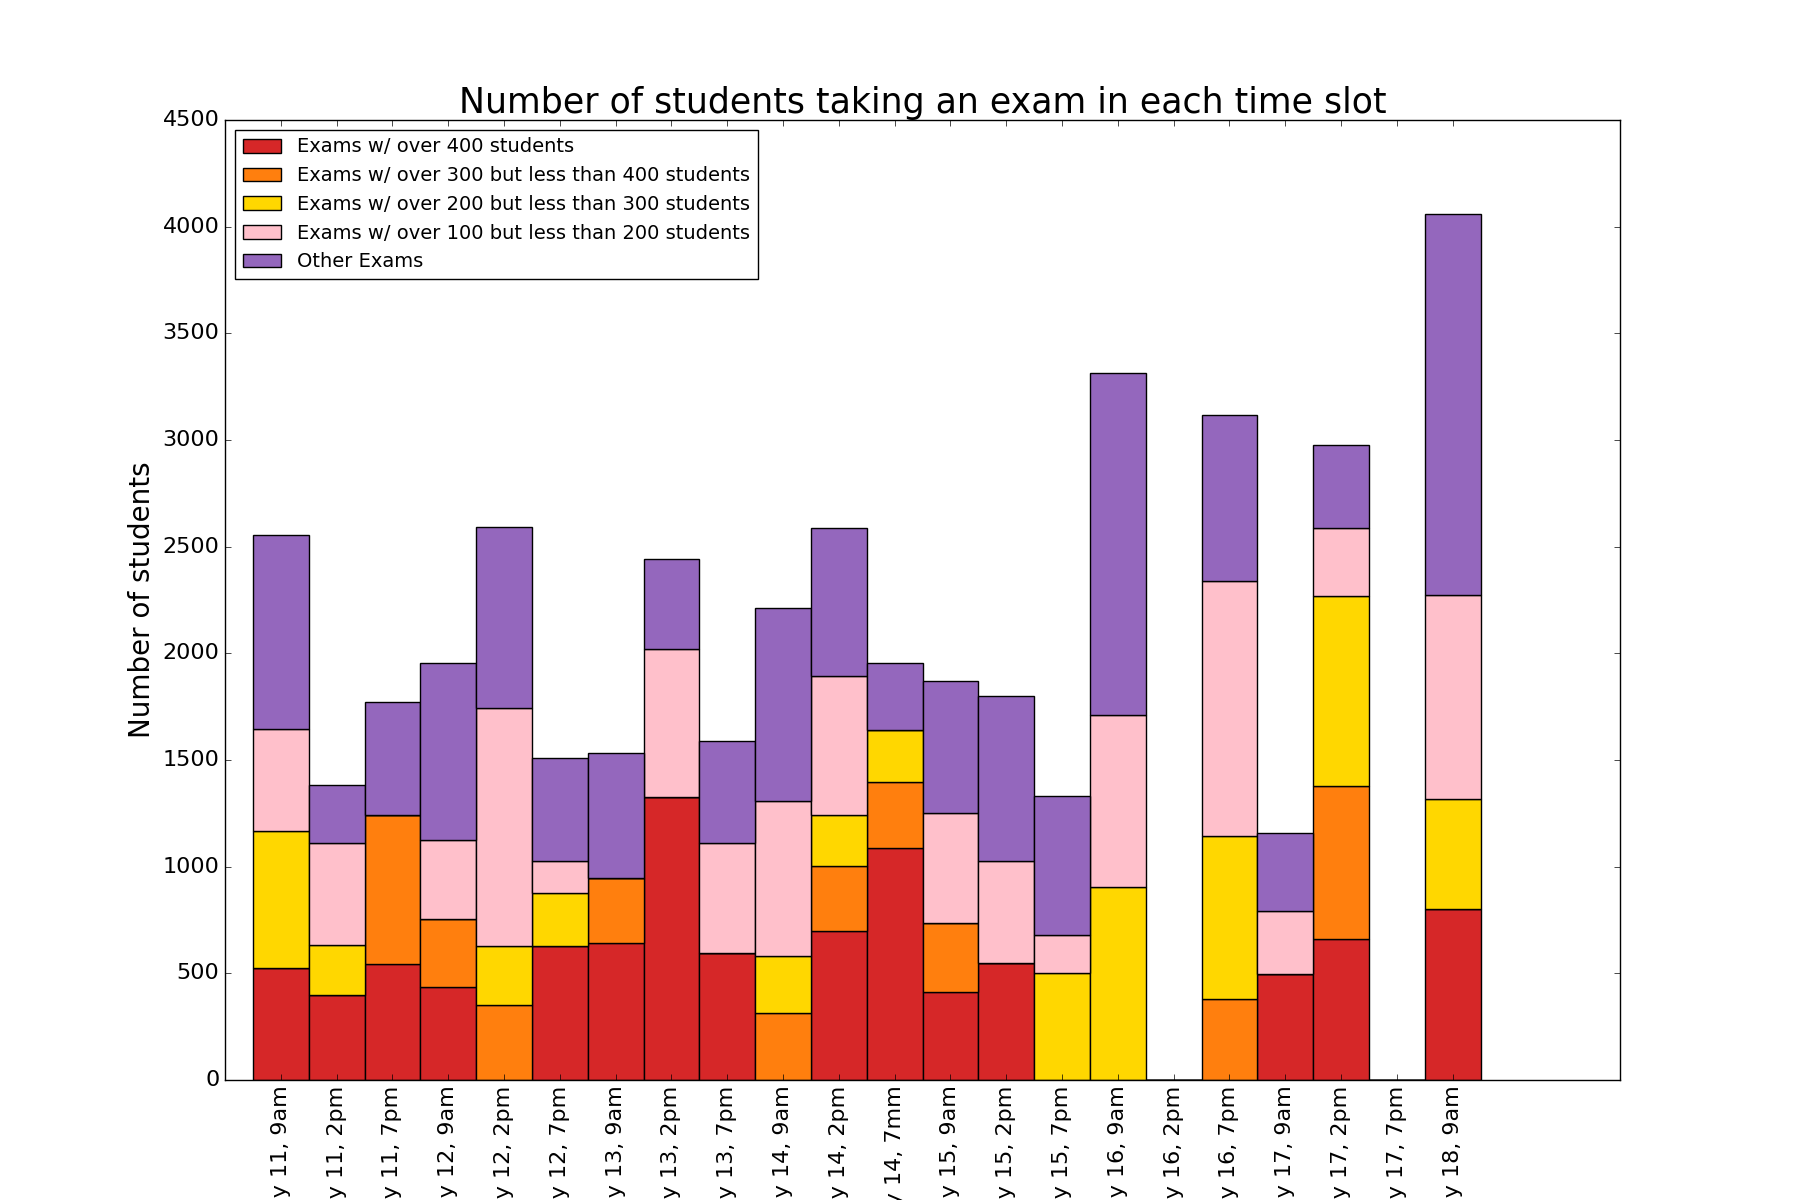 Number of students taking an exam in each time slot
4500
4000
3500
3000
2500
2000
1500
1000
500
0
Number of students
Exams w/ over 400 students
Exams w/ over 300 but less than 400 students
Exams w/ over 200 but less than 300 students
Exams w/ over 100 but less than 200 students
Other Exams
y 11, 9am
y 11, 2pm
y 11, 7pm
y 12, 9am
y 12, 2pm
y 12, 7pm
y 13, 9am
y 13, 2pm
y 13, 7pm
y 14, 9am
y 14, 2pm
y 14, 7mm
y 15, 9am
y 15, 2pm
y 15, 7pm
y 16, 9am
y 16, 2pm
y 16, 7pm
y 17, 9am
y 17, 2pm
y 17, 7pm
y 18, 9am